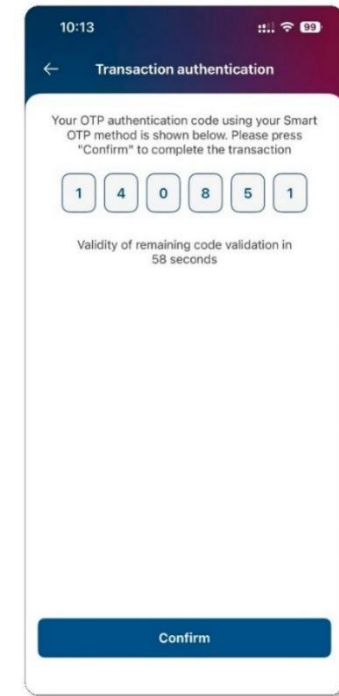 10:13
99
Transaction authentication
Your OTP authentication code using your Smart
OTP method is shown below. Please press
"Confirm" to complete the transaction
1 4 0 8 5 1
Validity of remaining code validation in
58 seconds
Confirm